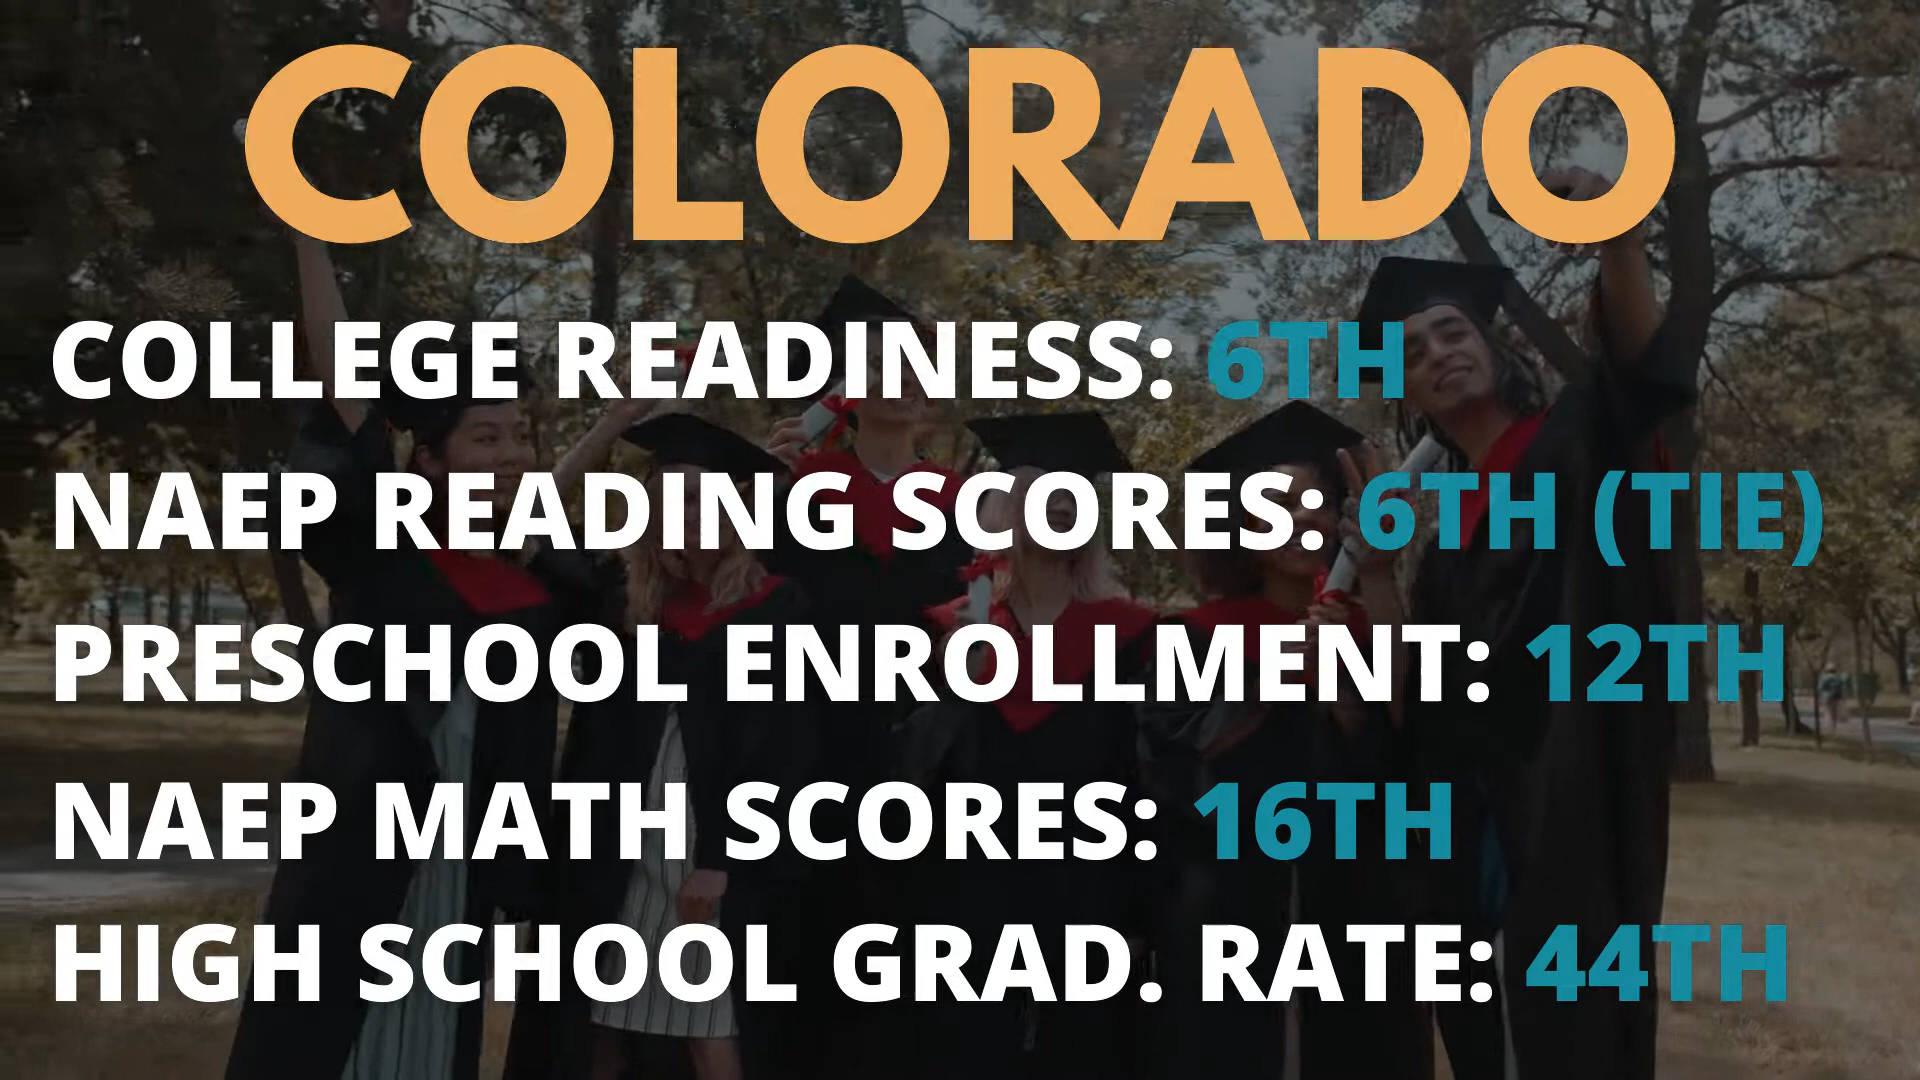 COLORADO
COLLEGE READINESS: 6TH
NAEP READING SCORES: 6TH (TIE)
PRESCHOOL ENROLLMENT: 12TH
NAEP MATH SCORES: 16TH
HIGH SCHOOL GRAD. RATE: 44TH